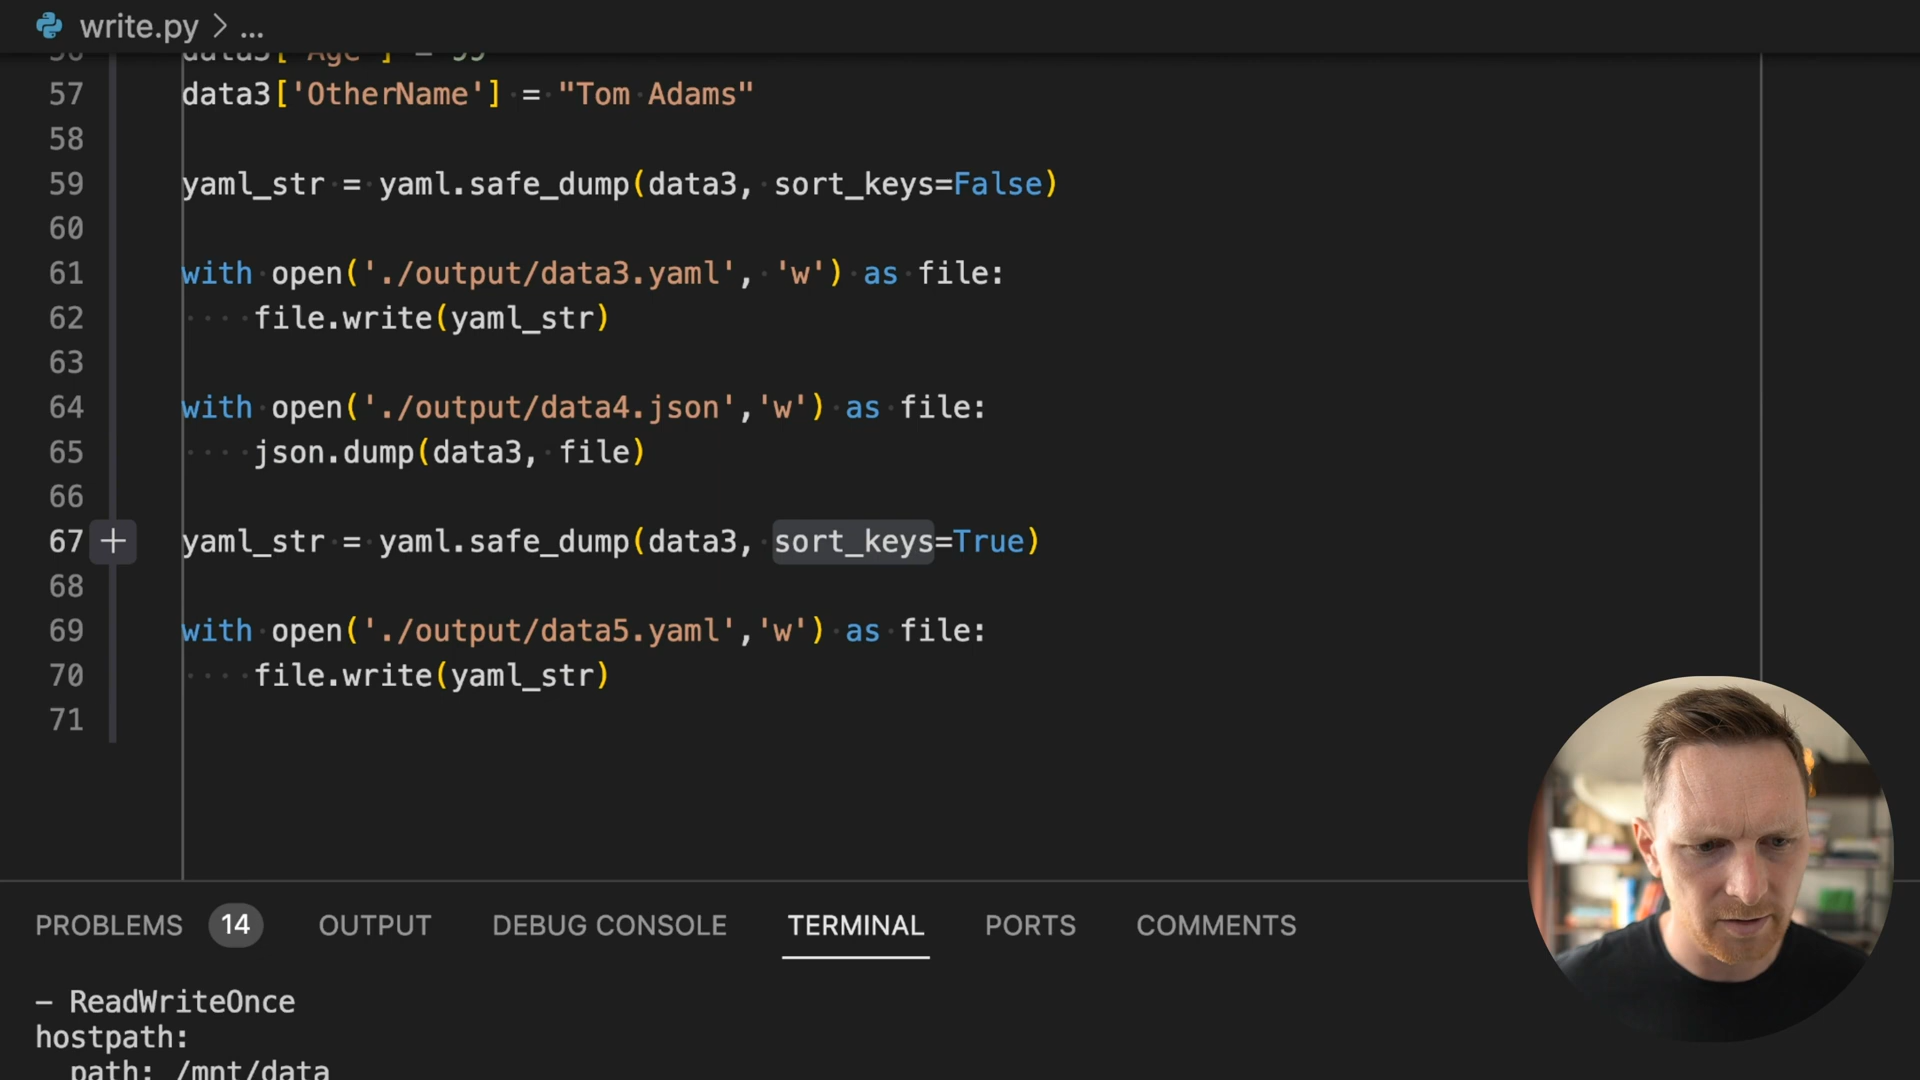 write.py > ...
56 data3['Age'] = 99
57 data3['OtherName'] = "Tom Adams"
58
59 yaml_str = yaml.safe_dump(data3, sort_keys=False)
60
61 with open('./output/data3.yaml', 'w') as file:
62     file.write(yaml_str)
63
64 with open('./output/data4.json','w') as file:
65     json.dump(data3, file)
66
67 yaml_str = yaml.safe_dump(data3, sort_keys=True)
68
69 with open('./output/data5.yaml','w') as file:
70     file.write(yaml_str)
71
PROBLEMS 14 OUTPUT DEBUG CONSOLE TERMINAL PORTS COMMENTS
- ReadWriteOnce
hostpath:
  path: /mnt/data